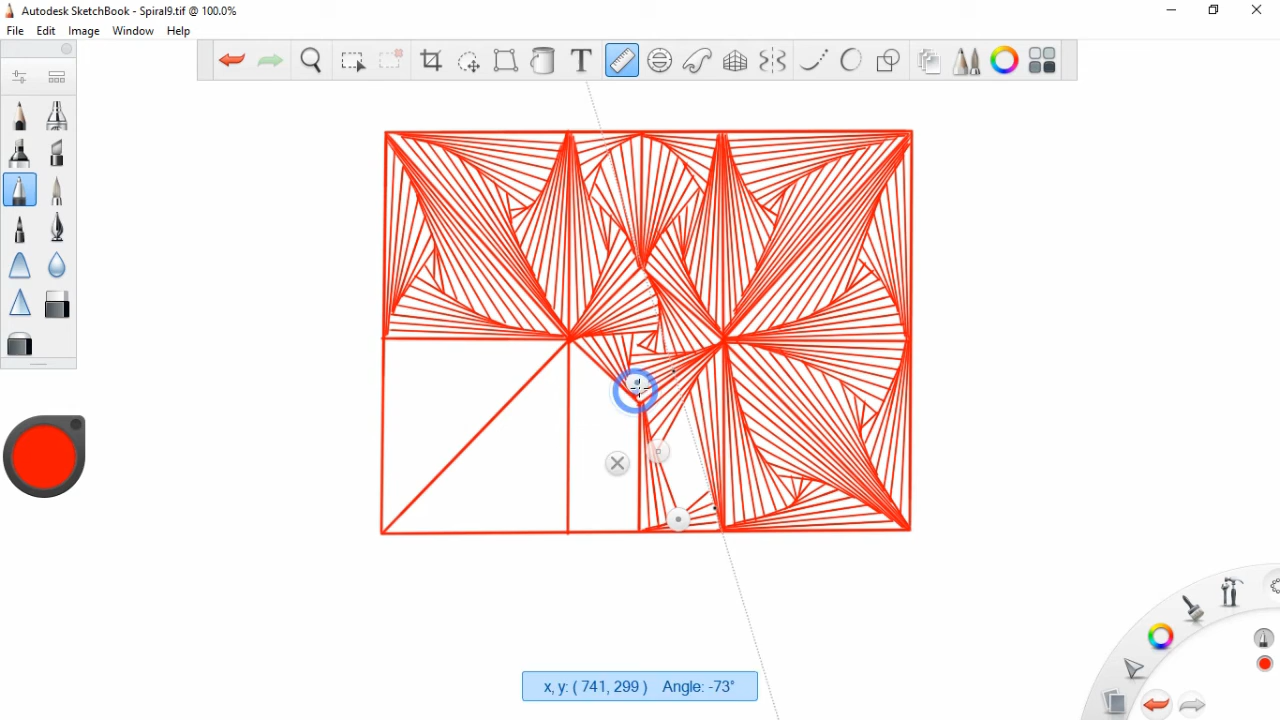 Autodesk SketchBook - Spiral9.tif @ 100.0%
File Edit Image Window Help
x, y: ( 741, 299 ) Angle: -73°